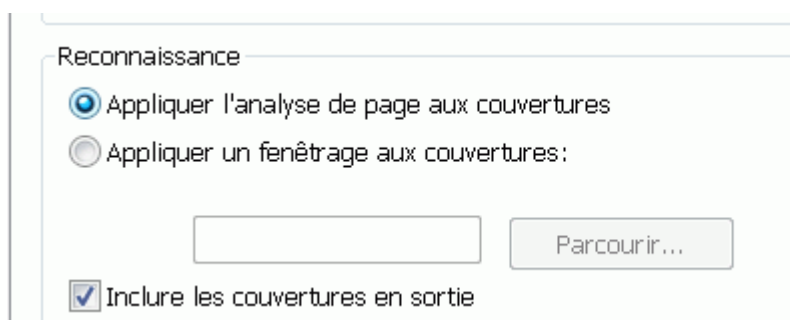 Reconnaissance
Appliquer l'analyse de page aux couvertures
Appliquer un fenêtrage aux couvertures:
Parcourir...
Inclure les couvertures en sortie